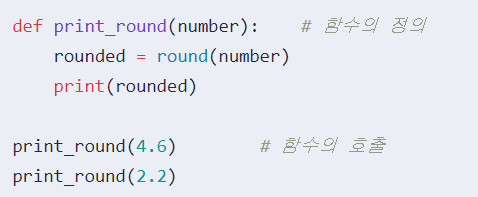 def print_round(number):    # 함수의 정의
    rounded = round(number)
    print(rounded)

print_round(4.6)        # 함수의 호출
print_round(2.2)